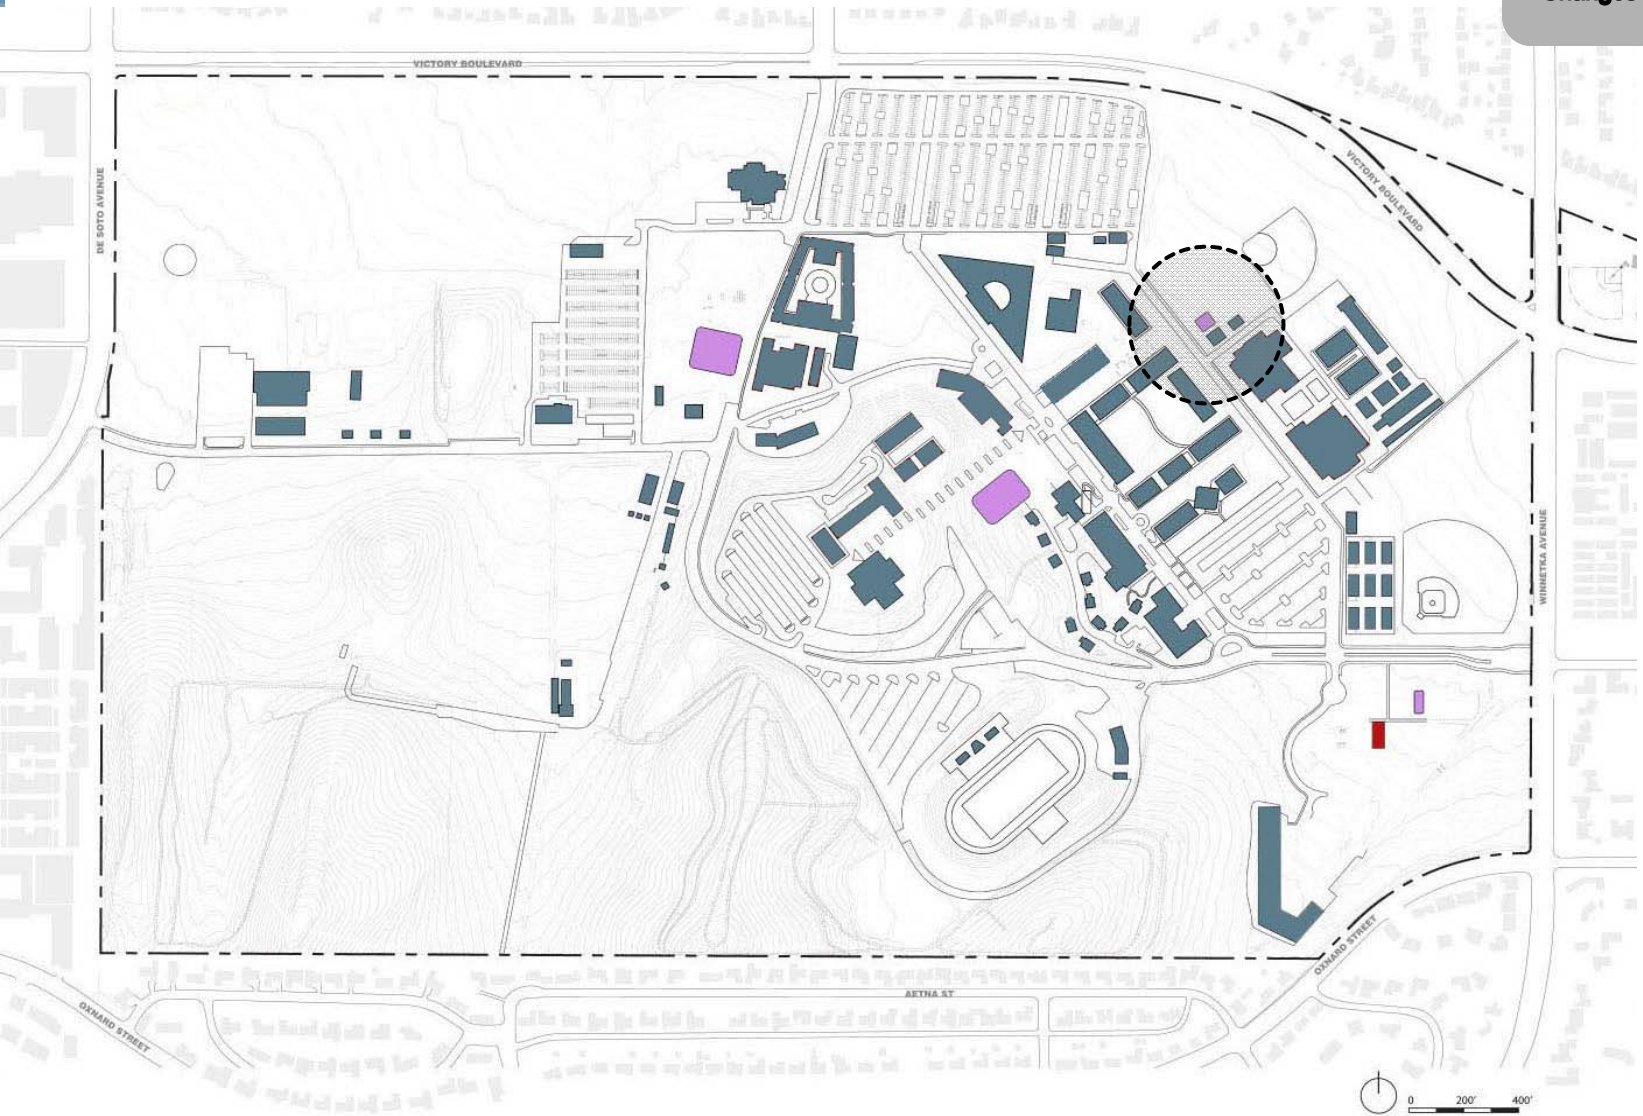 VICTORY BOULEVARD
DE SOTO AVENUE
VICTORY BOULEVARD
WINNETKA AVENUE
OXNARD STREET
AETNA ST
OXNARD STREET
0 200' 400'